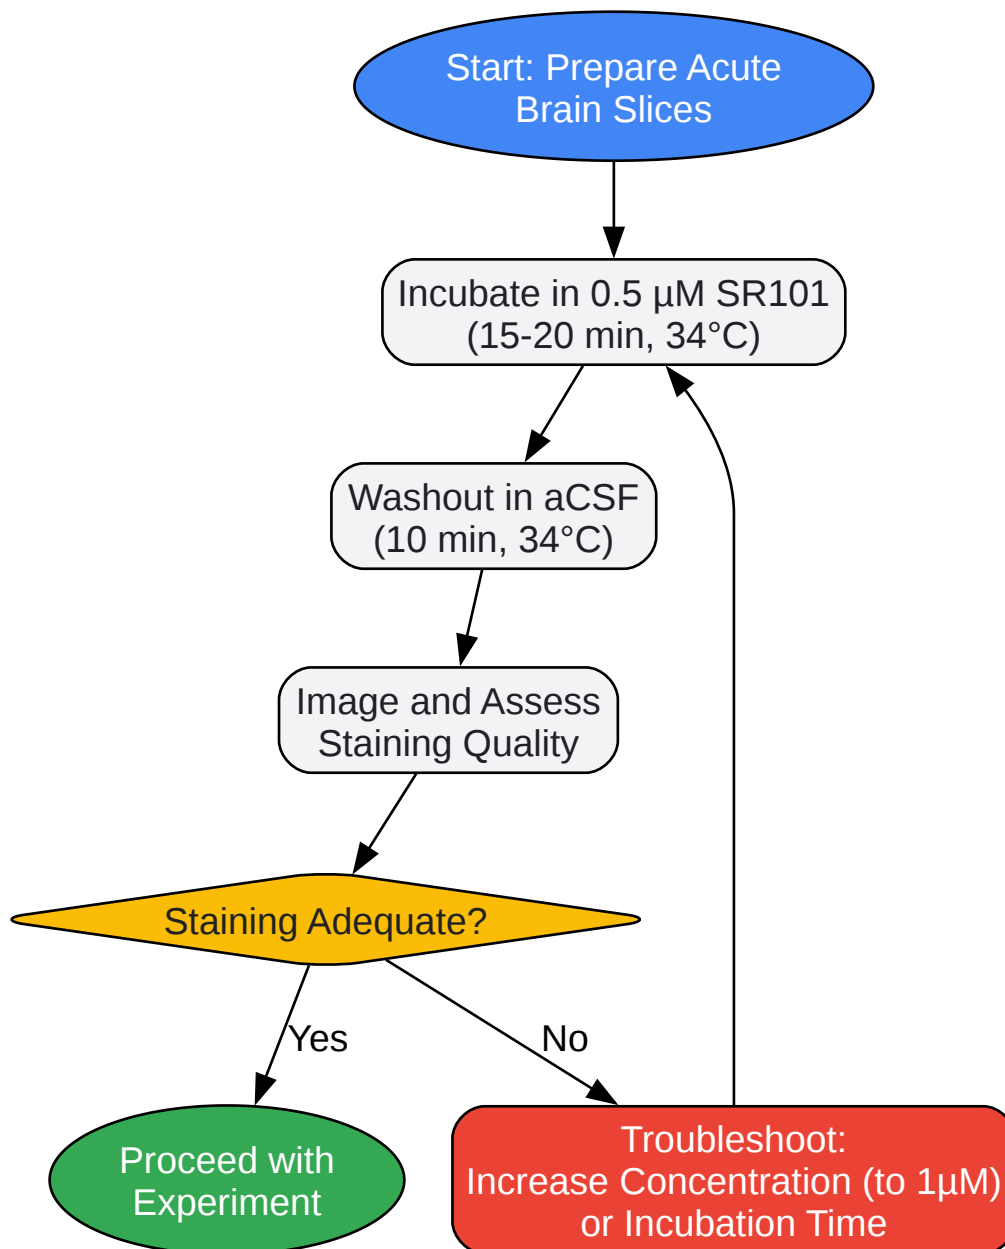 Start: Prepare Acute
Brain Slices
Incubate in 0.5 µM SR101
(15-20 min, 34°C)
Washout in aCSF
(10 min, 34°C)
Image and Assess
Staining Quality
Staining Adequate?
Yes
No
Proceed with
Experiment
Troubleshoot:
Increase Concentration (to 1µM)
or Incubation Time